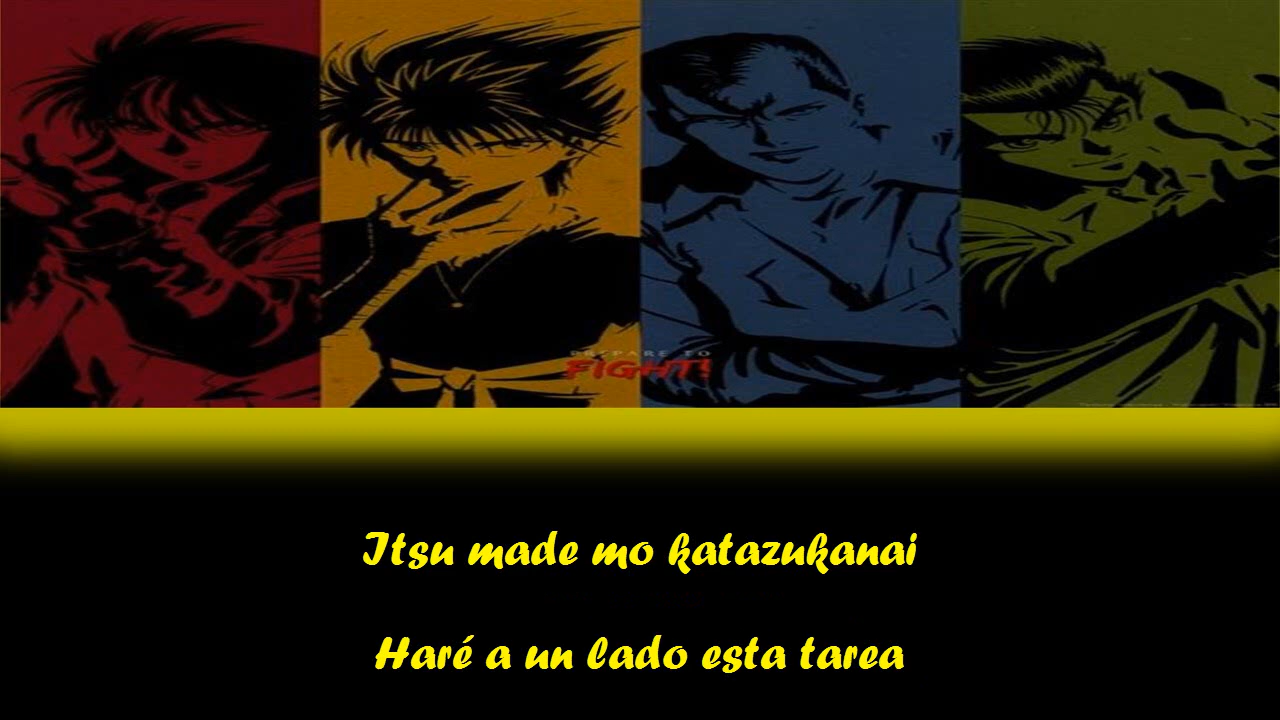 PREPARE TO
FIGHT!
Itsu made mo katazukanai
Haré a un lado esta tarea